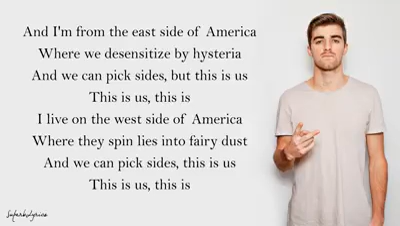 And I'm from the east side of America
Where we desensitize by hysteria
And we can pick sides, but this is us
This is us, this is
I live on the west side of America
Where they spin lies into fairy dust
And we can pick sides, this is us
This is us, this is